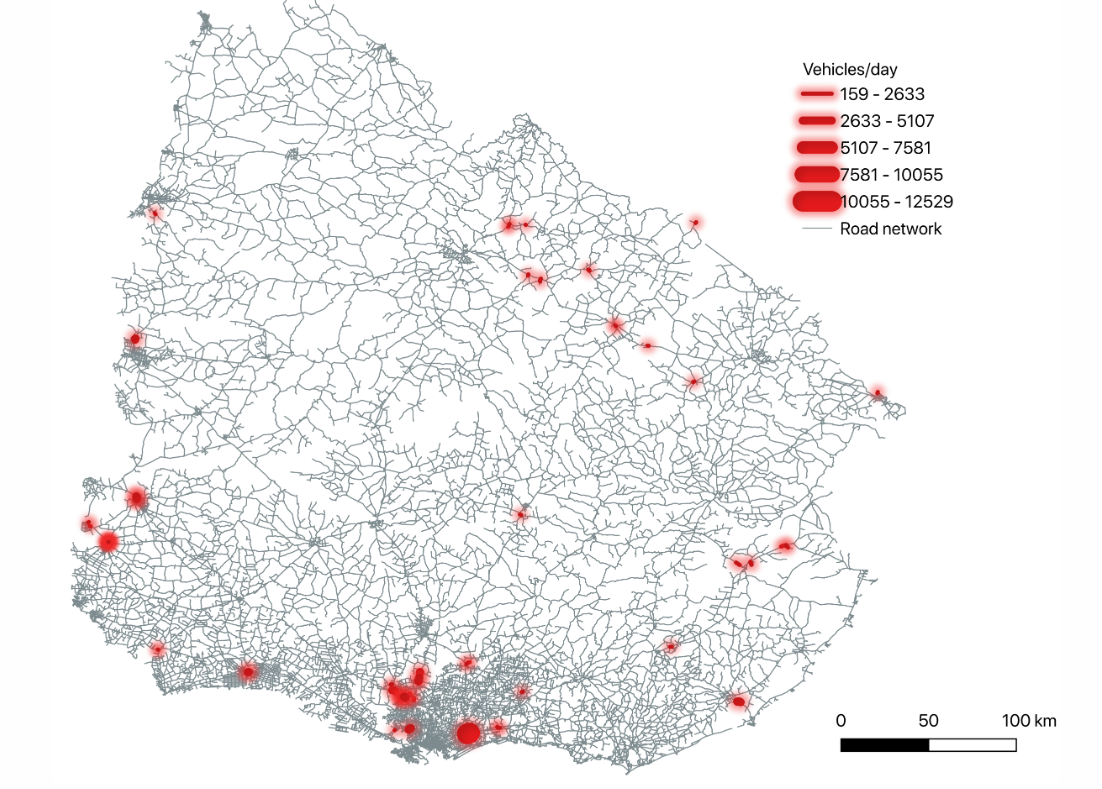 Vehicles/day
159 - 2633
2633 - 5107
5107 - 7581
7581 - 10055
10055 - 12529
Road network
0 50 100 km